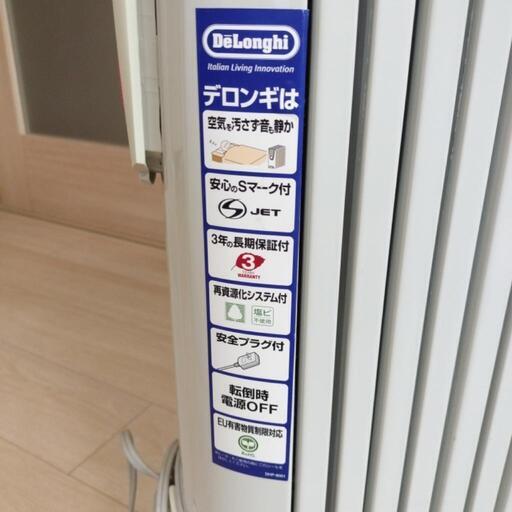 DeLonghi
Italian Living Innovation
デロンギは
空気を汚さず音も静か
安心のSマーク付
S JET
3年の長期保証付
3
WARRANTY
再資源化システム付
塩ビ
不使用
安全プラグ付
転倒時
電源OFF
EU有害物質制限対応
RoHS